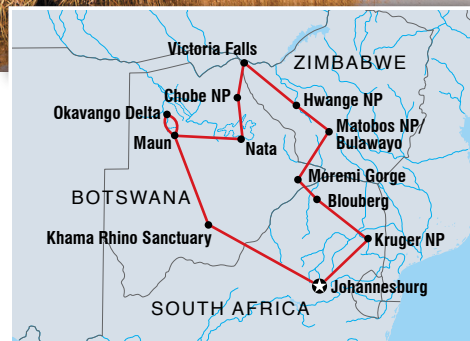 Victoria Falls
ZIMBABWE
Chobe NP
Hwange NP
Okavango Delta
Matobos NP/
Bulawayo
Maun
Nata
Moremi Gorge
BOTSWANA
Blouberg
Khama Rhino Sanctuary
Kruger NP
Johannesburg
SOUTH AFRICA